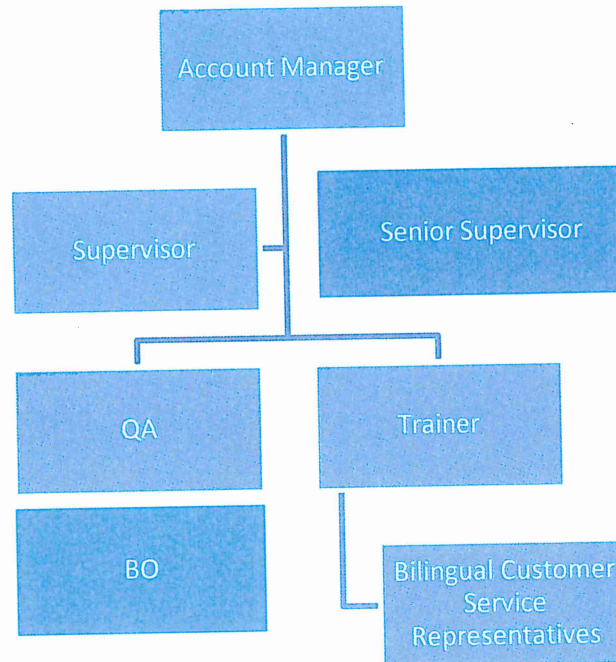 Account Manager
Supervisor
Senior Supervisor
QA
Trainer
BO
Bilingual Customer
Service
Representatives